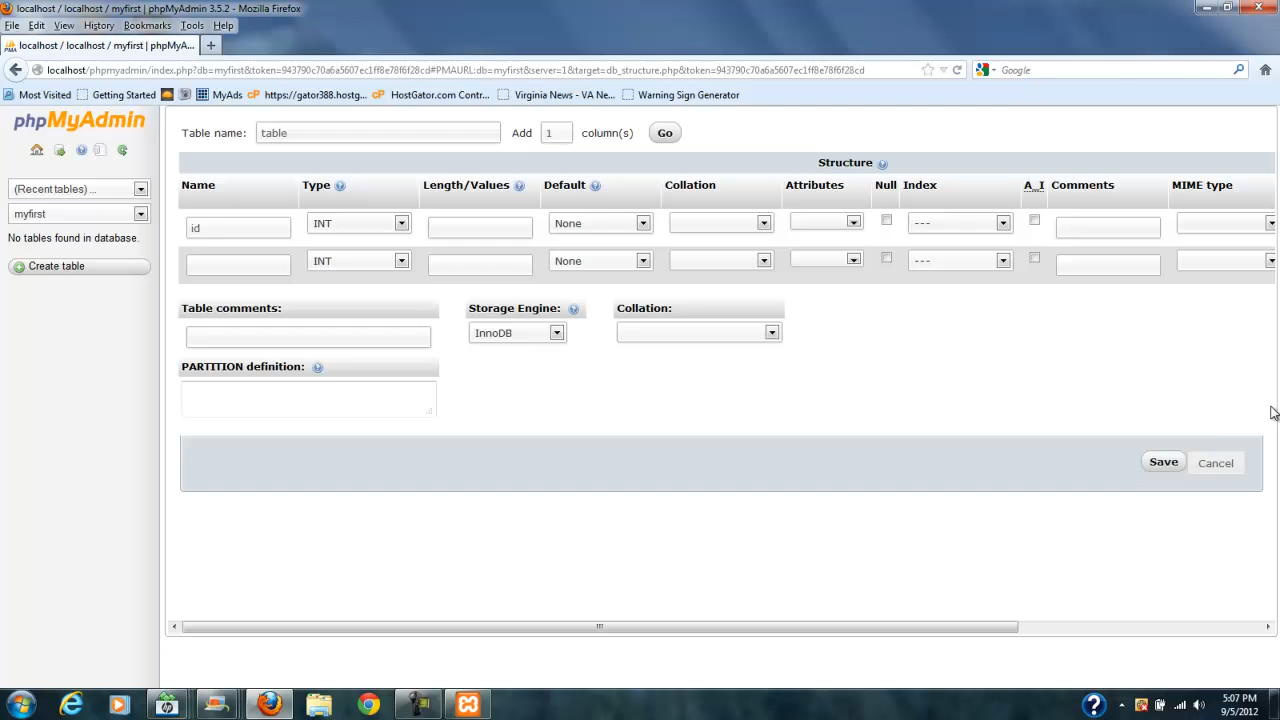 localhost / localhost / myfirst | phpMyAdmin 3.5.2 - Mozilla Firefox
File Edit View History Bookmarks Tools Help
localhost / localhost / myfirst | phpMyA...
localhost/phpmyadmin/index.php?db=myfirst&token=943790c70a6a5607ec1ff8e78f6f28cd#PMAURL:db=myfirst&server=1&target=db_structure.php&token=943790c70a6a5607ec1ff8e78f6f28cd
Google
Most Visited Getting Started MyAds https://gator388.hostg... HostGator.com Contr... Virginia News - VA Ne... Warning Sign Generator
phpMyAdmin
(Recent tables) ...
myfirst
No tables found in database.
Create table
Table name: table Add 1 column(s) Go
Structure
Name Type Length/Values Default Collation Attributes Null Index A_I Comments MIME type
id INT None ---
INT None ---
Table comments: Storage Engine: Collation:
InnoDB
PARTITION definition:
Save Cancel
5:07 PM
9/5/2012